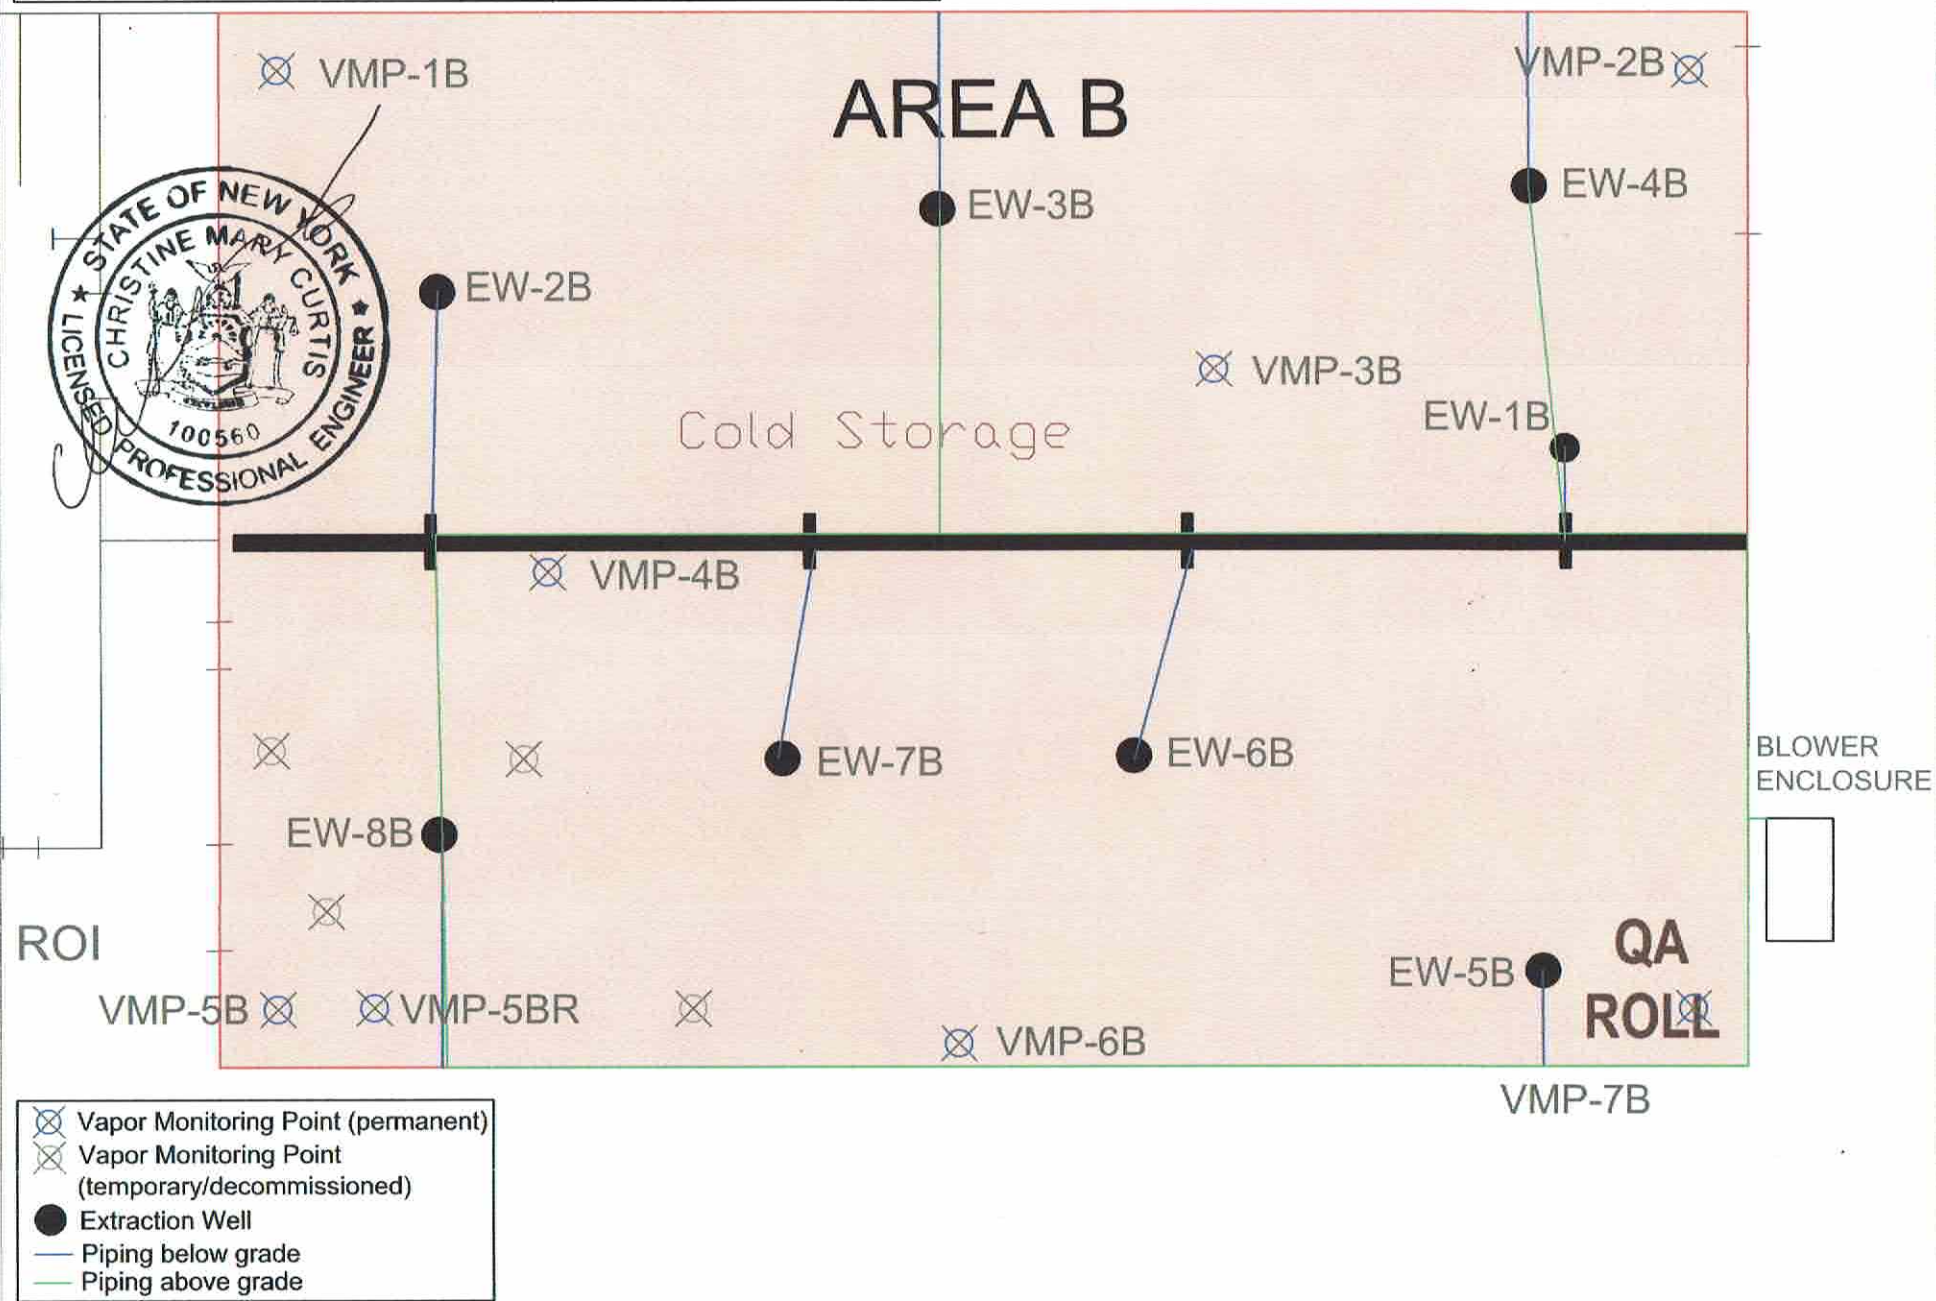 VMP-1B
AREA B
VMP-2B
STATE OF NEW YORK
CHRISTINE MARY CURTIS
100560
LICENSED PROFESSIONAL ENGINEER
EW-3B
EW-4B
EW-2B
VMP-3B
EW-1B
Cold Storage
VMP-4B
EW-7B
EW-6B
BLOWER
ENCLOSURE
EW-8B
ROI
EW-5B
QA
ROLL
VMP-5B
VMP-5BR
VMP-6B
VMP-7B
Vapor Monitoring Point (permanent)
Vapor Monitoring Point
(temporary/decommissioned)
Extraction Well
Piping below grade
Piping above grade